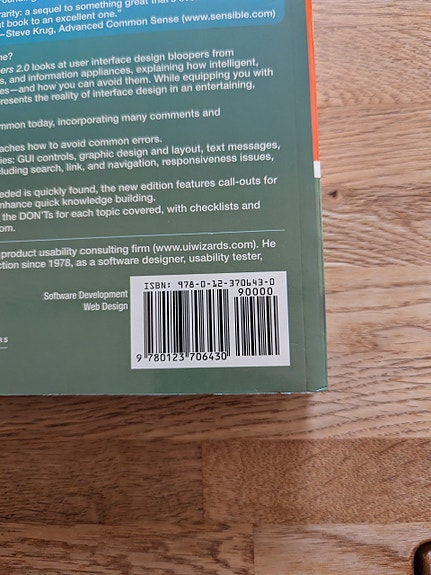 rarity: a sequel to something great that's
t book to an excellent one."
—Steve Krug, Advanced Common Sense (www.sensible.com)
me?
ers 2.0 looks at user interface design bloopers from
s, and information appliances, explaining how intelligent,
es—and how you can avoid them. While equipping you with
presents the reality of interface design in an entertaining,
mmon today, incorporating many comments and
aches how to avoid common errors.
ies: GUI controls, graphic design and layout, text messages,
luding search, link, and navigation, responsiveness issues,
eded is quickly found, the new edition features call-outs for
enhance quick knowledge building.
the DON'Ts for each topic covered, with checklists and
om.
product usability consulting firm (www.uiwizards.com). He
ction since 1978, as a software designer, usability tester,
ISBN: 978-0-12-370643-0
90000
Software Development
Web Design
9 780123 706430
RS